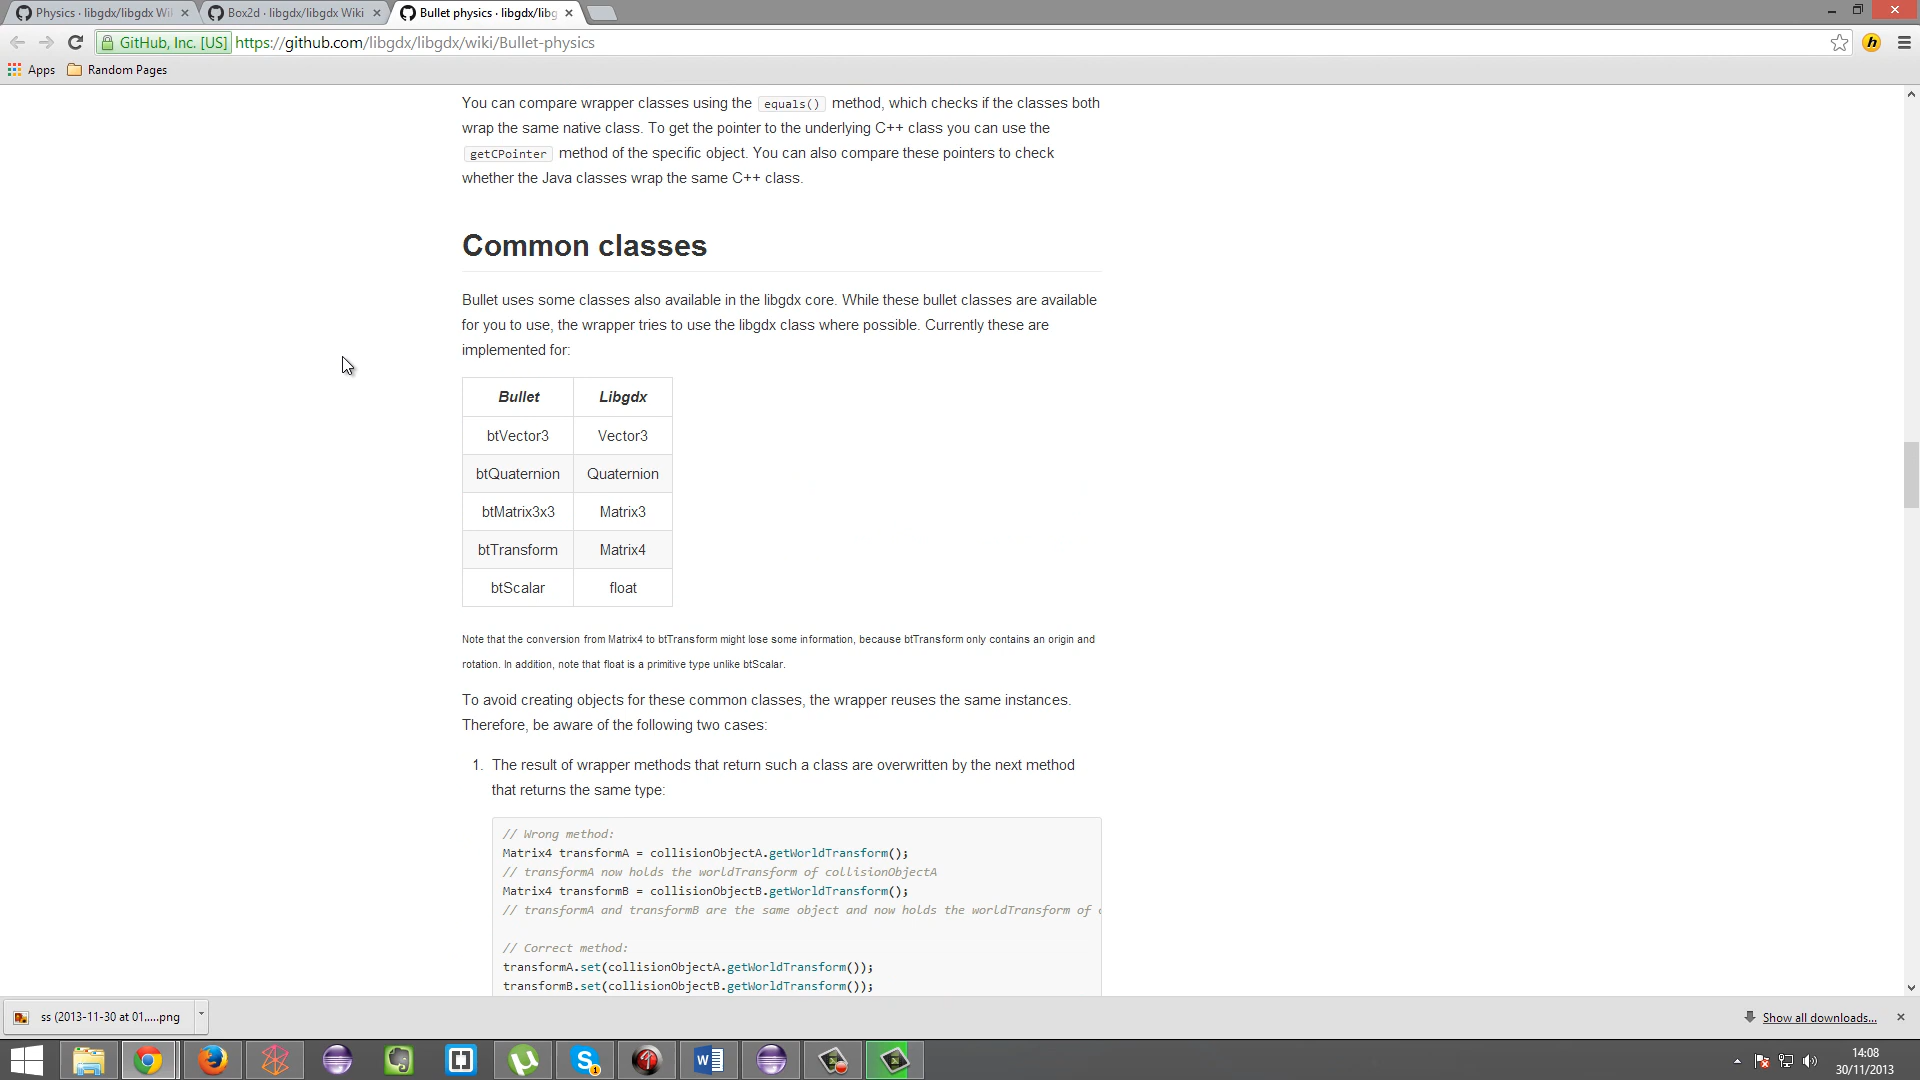 Physics · libgdx/libgdx Wi
Box2d · libgdx/libgdx Wiki
Bullet physics · libgdx/libg
GitHub, Inc. [US]
https://github.com/libgdx/libgdx/wiki/Bullet-physics
Apps
Random Pages
You can compare wrapper classes using the equals() method, which checks if the classes both
wrap the same native class. To get the pointer to the underlying C++ class you can use the
getCPointer method of the specific object. You can also compare these pointers to check
whether the Java classes wrap the same C++ class.
Common classes
Bullet uses some classes also available in the libgdx core. While these bullet classes are available
for you to use, the wrapper tries to use the libgdx class where possible. Currently these are
implemented for:
Bullet Libgdx
btVector3 Vector3
btQuaternion Quaternion
btMatrix3x3 Matrix3
btTransform Matrix4
btScalar float
Note that the conversion from Matrix4 to btTransform might lose some information, because btTransform only contains an origin and
rotation. In addition, note that float is a primitive type unlike btScalar.
To avoid creating objects for these common classes, the wrapper reuses the same instances.
Therefore, be aware of the following two cases:
1. The result of wrapper methods that return such a class are overwritten by the next method
that returns the same type:
// Wrong method:
Matrix4 transformA = collisionObjectA.getWorldTransform();
// transformA now holds the worldTransform of collisionObjectA
Matrix4 transformB = collisionObjectB.getWorldTransform();
// transformA and transformB are the same object and now holds the worldTransform of
// Correct method:
transformA.set(collisionObjectA.getWorldTransform());
transformB.set(collisionObjectB.getWorldTransform());
ss (2013-11-30 at 01.....png
Show all downloads...
14:08
30/11/2013